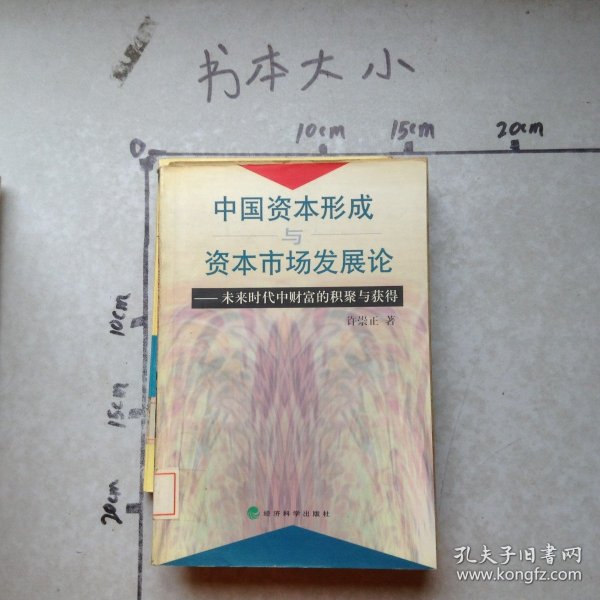 书本大小
10cm 15cm 20cm
0
中国资本形成
与
资本市场发展论
——未来时代中财富的积聚与获得
许崇正 著
10cm
15cm
20cm
经济科学出版社
孔夫子旧书网
www.kongfz.com